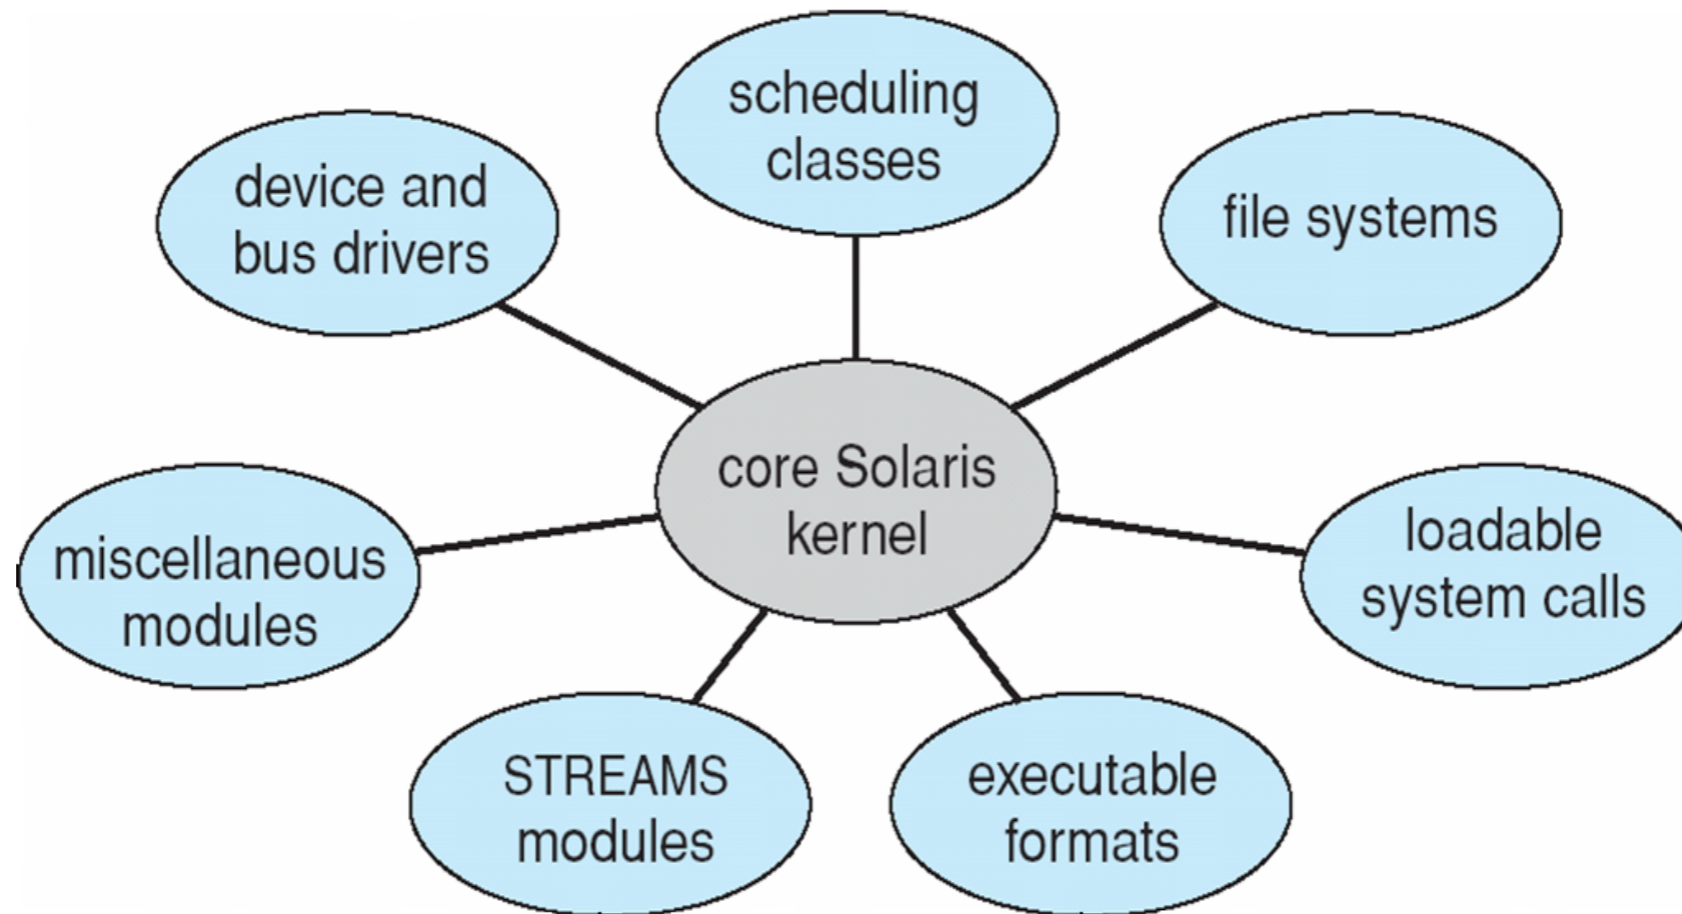 scheduling
classes
device and
bus drivers
file systems
core Solaris
kernel
miscellaneous
modules
loadable
system calls
STREAMS
modules
executable
formats